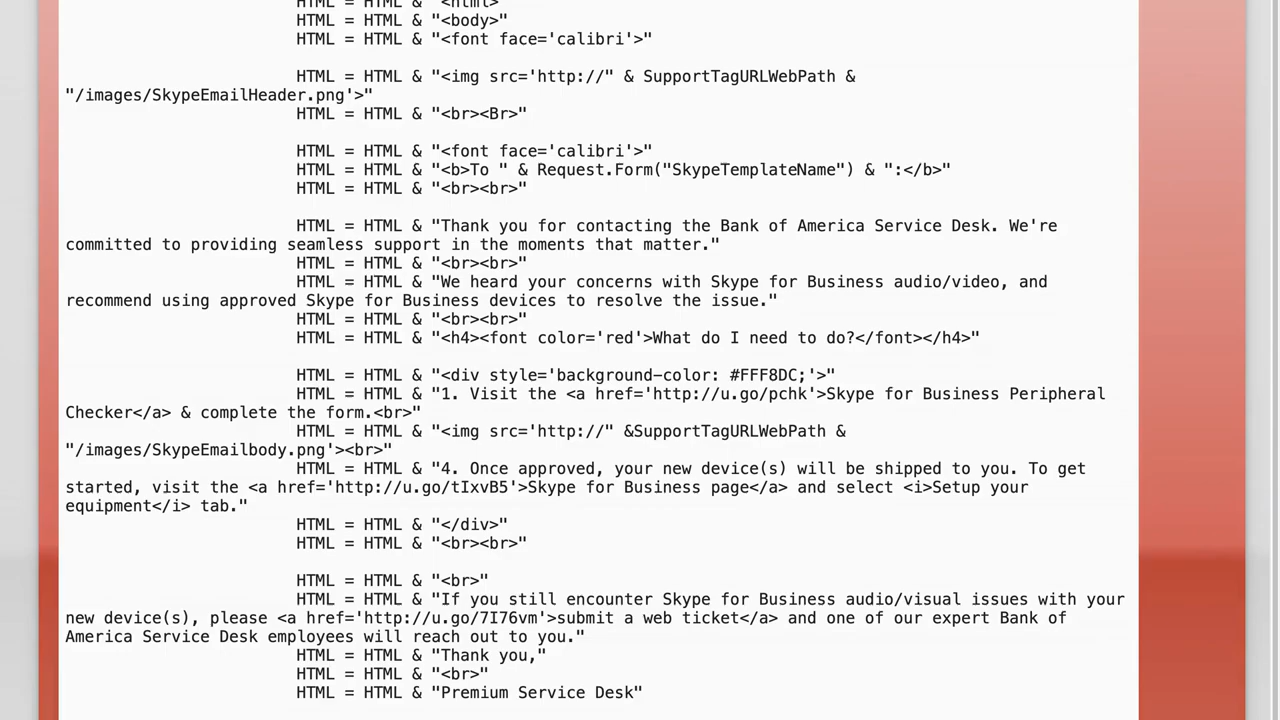 HTML = HTML & "<html>"
HTML = HTML & "<body>"
HTML = HTML & "<font face='calibri'>"
HTML = HTML & "<img src='http://" & SupportTagURLWebPath &
"/images/SkypeEmailHeader.png'>"
HTML = HTML & "<br><Br>"
HTML = HTML & "<font face='calibri'>"
HTML = HTML & "<b>To " & Request.Form("SkypeTemplateName") & ":</b>"
HTML = HTML & "<br><br>"
HTML = HTML & "Thank you for contacting the Bank of America Service Desk. We're
committed to providing seamless support in the moments that matter."
HTML = HTML & "<br><br>"
HTML = HTML & "We heard your concerns with Skype for Business audio/video, and
recommend using approved Skype for Business devices to resolve the issue."
HTML = HTML & "<br><br>"
HTML = HTML & "<h4><font color='red'>What do I need to do?</font></h4>"
HTML = HTML & "<div style='background-color: #FFF8DC;'>"
HTML = HTML & "1. Visit the <a href='http://u.go/pchk'>Skype for Business Peripheral
Checker</a> & complete the form.<br>"
HTML = HTML & "<img src='http://" &SupportTagURLWebPath &
"/images/SkypeEmailbody.png'><br>"
HTML = HTML & "4. Once approved, your new device(s) will be shipped to you. To get
started, visit the <a href='http://u.go/tIxvB5'>Skype for Business page</a> and select <i>Setup your
equipment</i> tab."
HTML = HTML & "</div>"
HTML = HTML & "<br><br>"
HTML = HTML & "<br>"
HTML = HTML & "If you still encounter Skype for Business audio/visual issues with your
new device(s), please <a href='http://u.go/7I76vm'>submit a web ticket</a> and one of our expert Bank of
America Service Desk employees will reach out to you."
HTML = HTML & "Thank you,"
HTML = HTML & "<br>"
HTML = HTML & "Premium Service Desk"